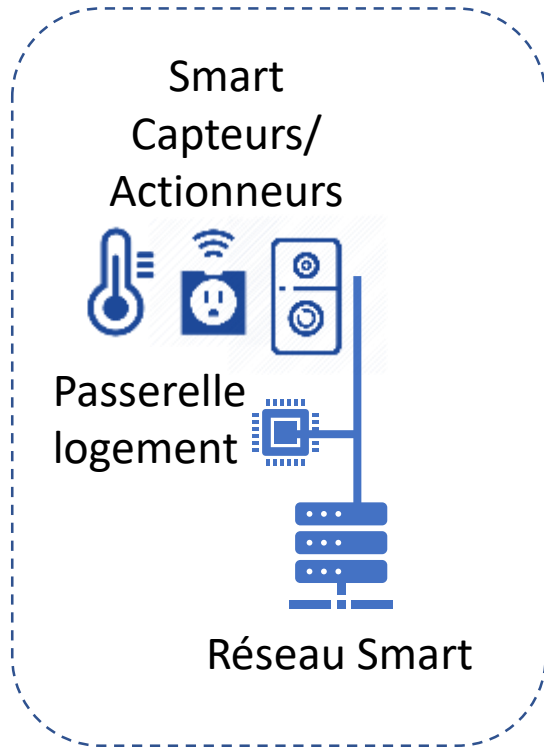 Smart
Capteurs/
Actionneurs
Passerelle
logement
Réseau Smart